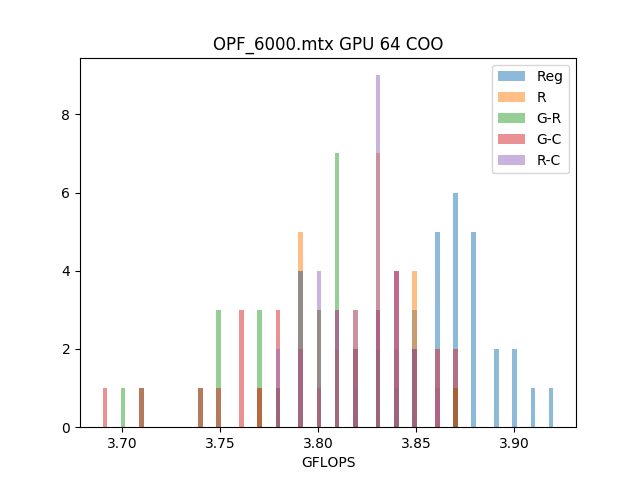 OPF_6000.mtx GPU 64 COO
Reg
R
G-R
G-C
R-C
8
6
4
2
0
3.70 3.75 3.80 3.85 3.90
GFLOPS